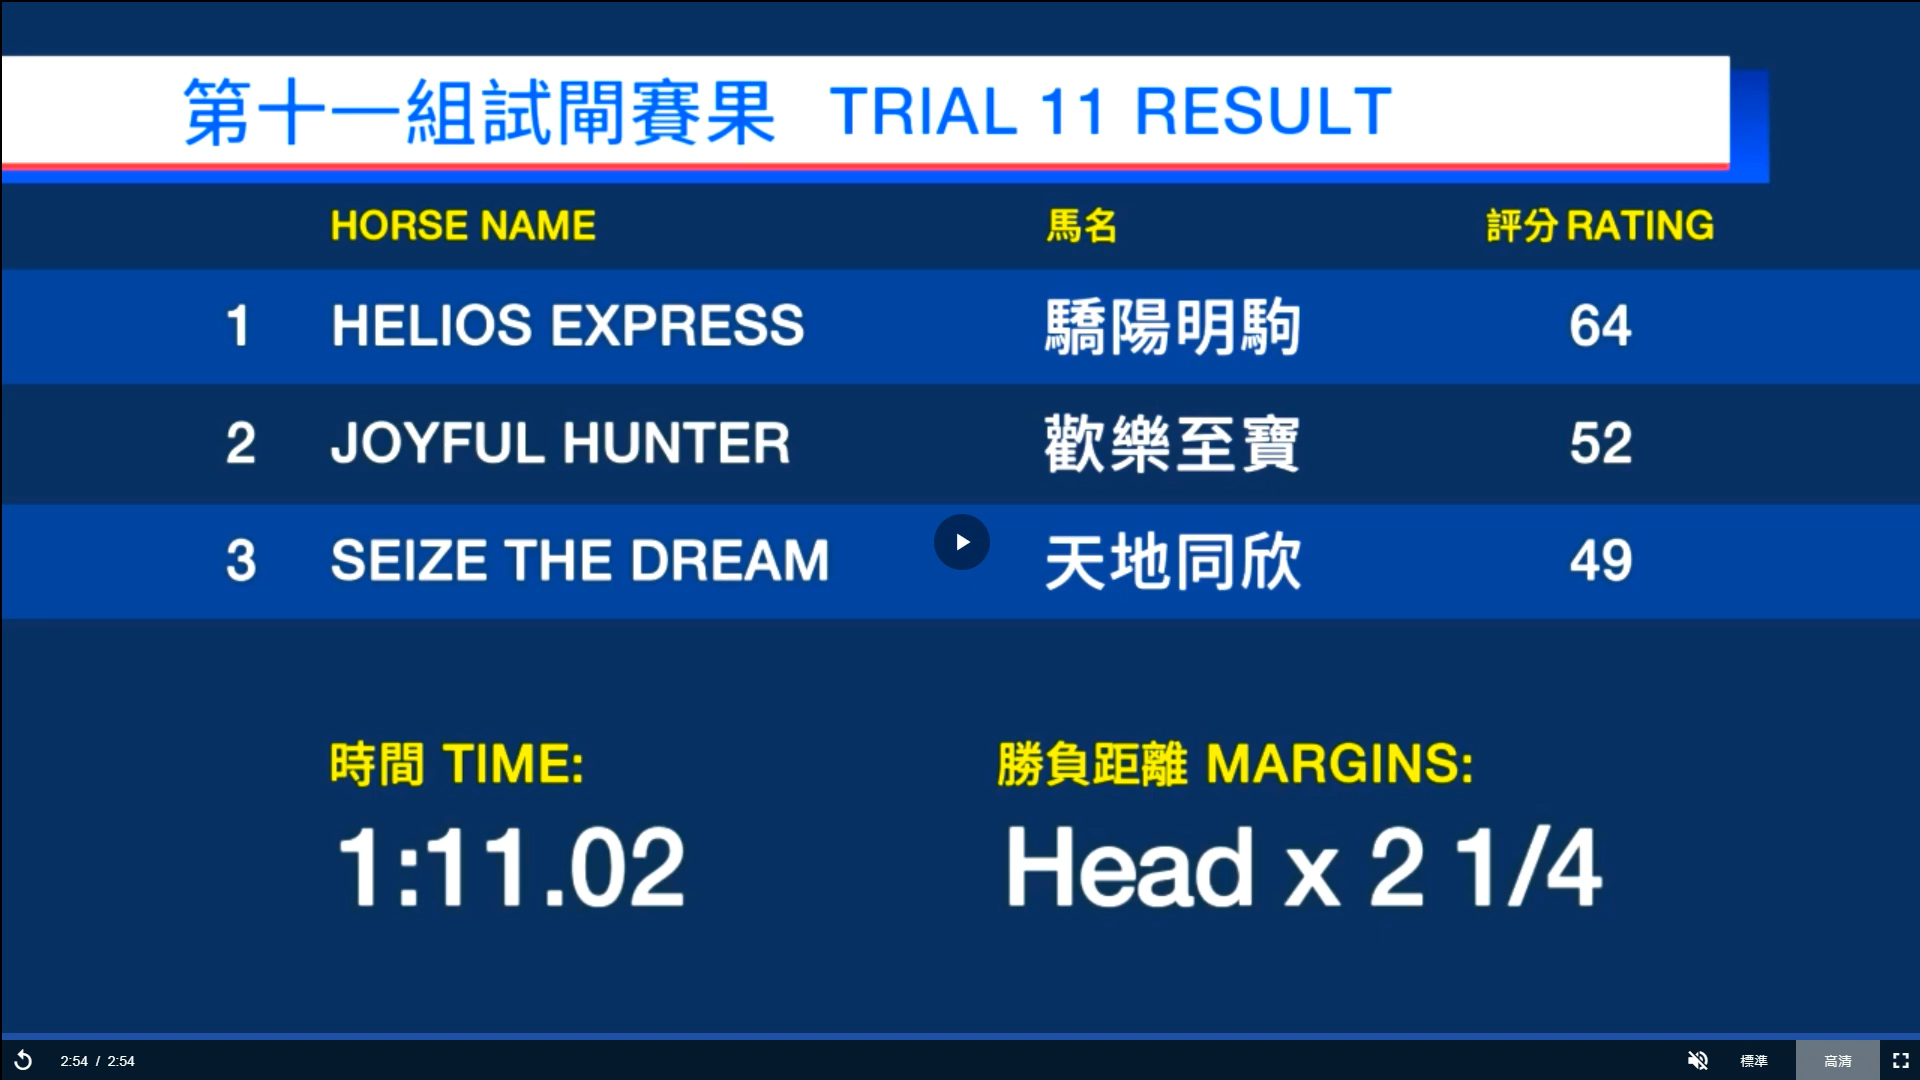 第十一組試閘賽果 TRIAL 11 RESULT
HORSE NAME 馬名 評分 RATING
1 HELIOS EXPRESS 驕陽明駒 64
2 JOYFUL HUNTER 歡樂至寶 52
3 SEIZE THE DREAM 天地同欣 49
時間 TIME: 勝負距離 MARGINS:
1:11.02 Head x 2 1/4
2:54 / 2:54 標準 高清